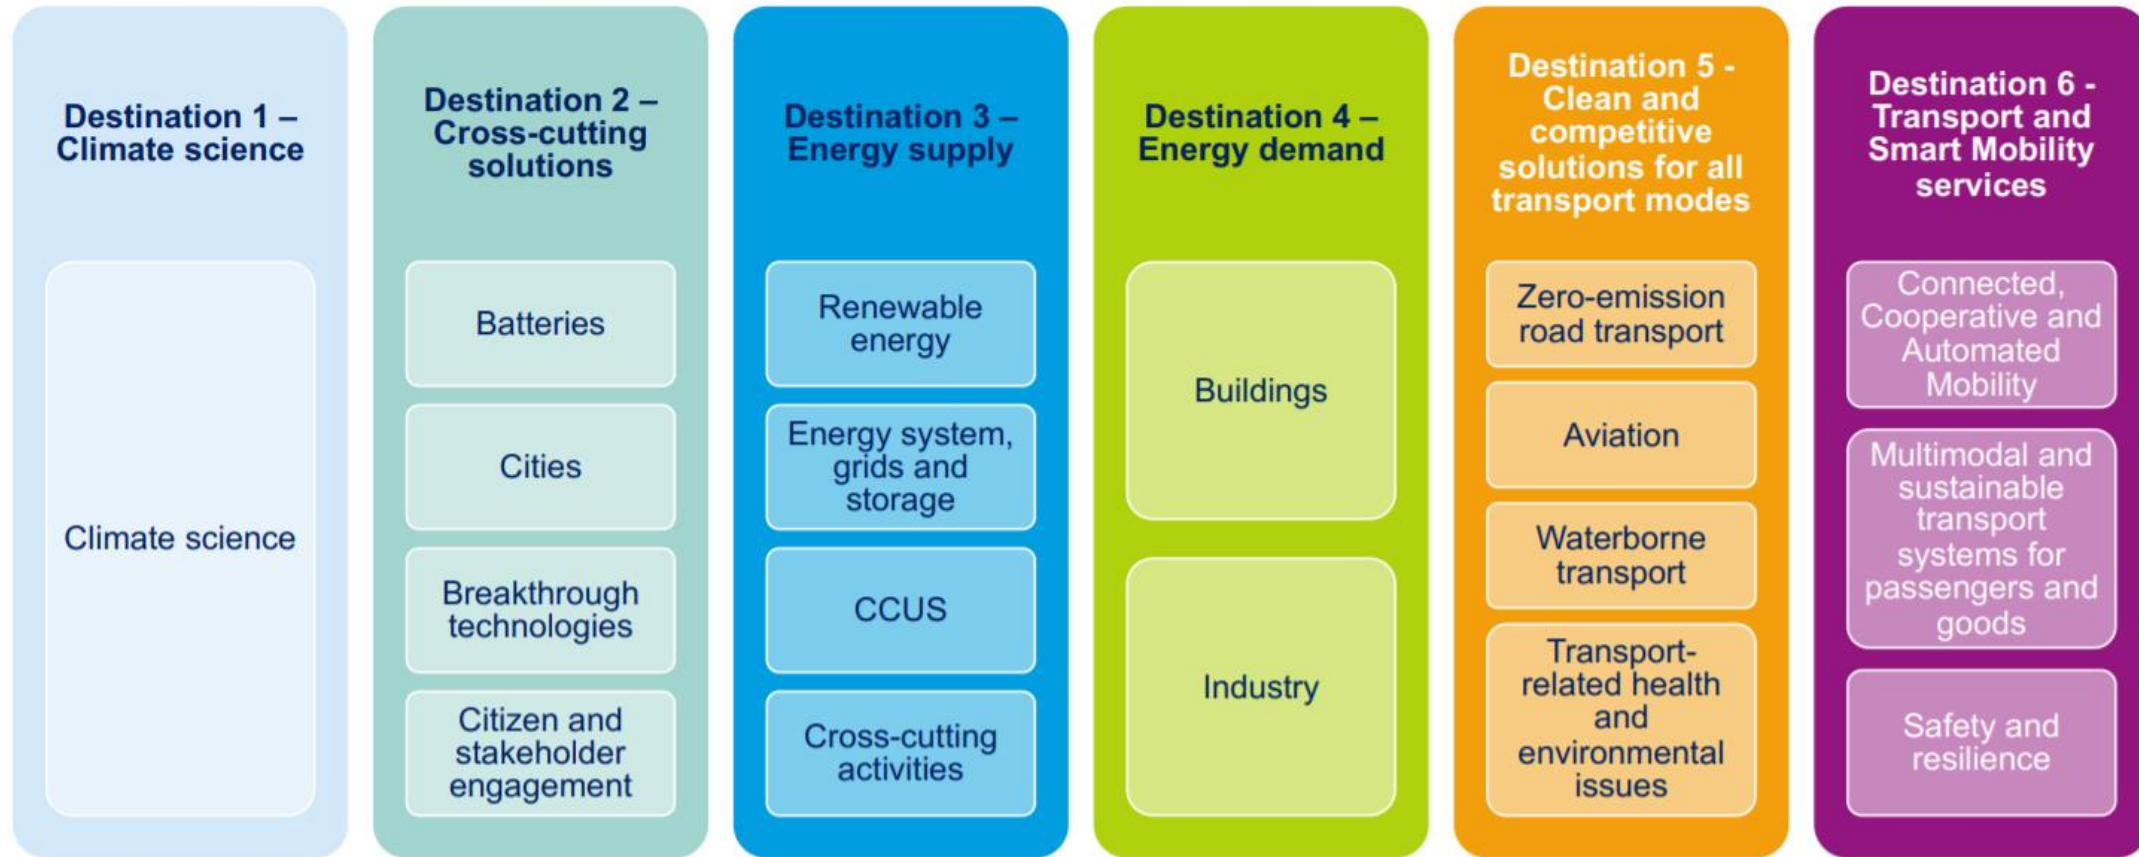 Destination 1 –
Climate science
Climate science
Destination 2 –
Cross-cutting
solutions
Batteries
Cities
Breakthrough
technologies
Citizen and
stakeholder
engagement
Destination 3 –
Energy supply
Renewable
energy
Energy system,
grids and
storage
CCUS
Cross-cutting
activities
Destination 4 –
Energy demand
Buildings
Industry
Destination 5 -
Clean and
competitive
solutions for all
transport modes
Zero-emission
road transport
Aviation
Waterborne
transport
Transport-
related health
and
environmental
issues
Destination 6 -
Transport and
Smart Mobility
services
Connected,
Cooperative and
Automated
Mobility
Multimodal and
sustainable
transport
systems for
passengers and
goods
Safety and
resilience